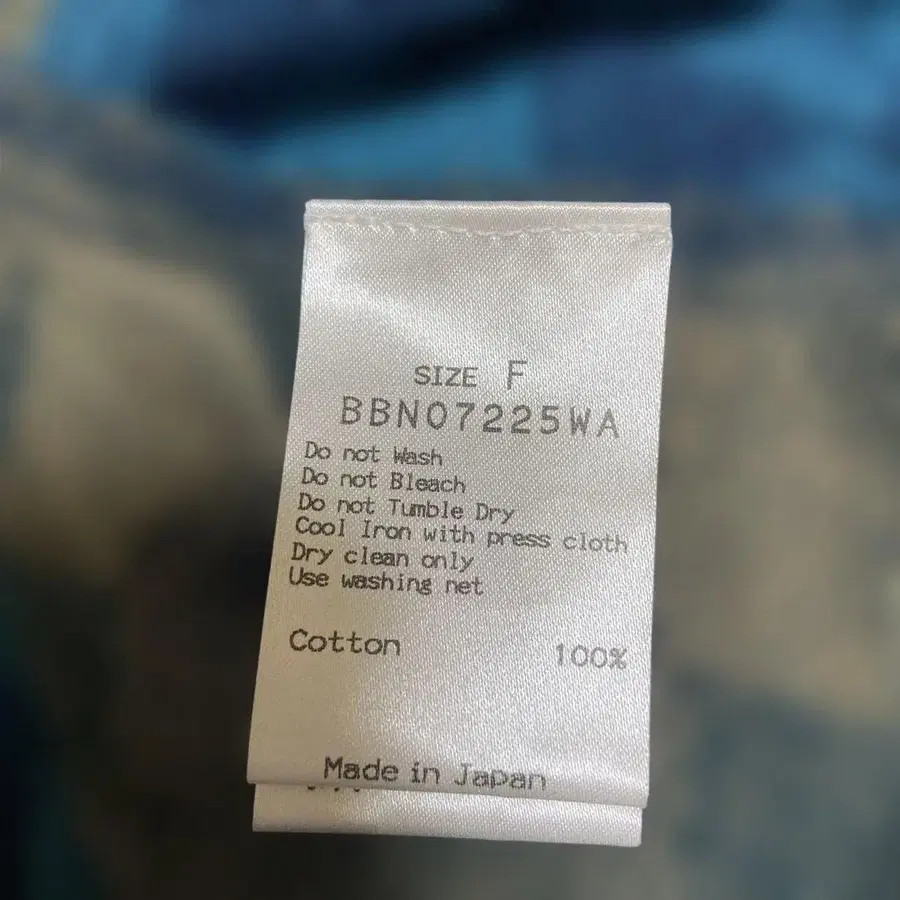 SIZE F
BBN07225WA
Do not Wash
Do not Bleach
Do not Tumble Dry
Cool Iron with press cloth
Dry clean only
Use washing net
Cotton 100%
Made in Japan